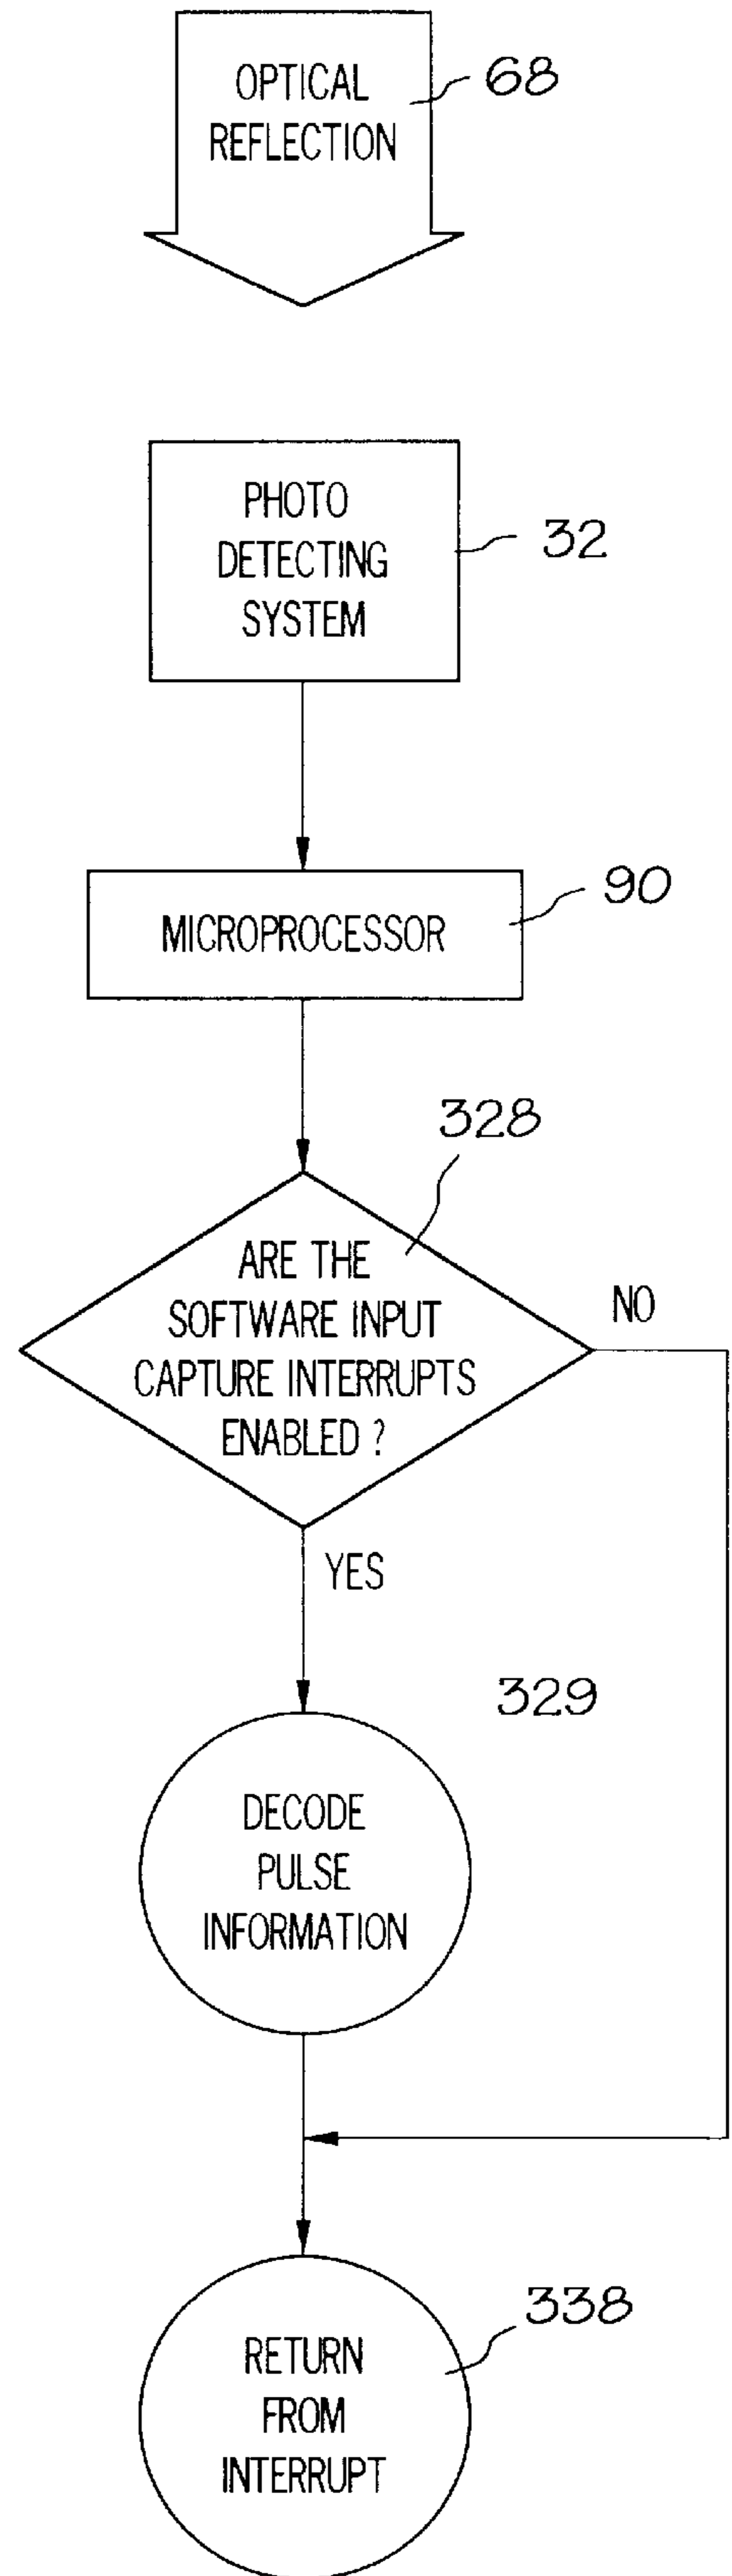 OPTICAL
REFLECTION
68
PHOTO
DETECTING
SYSTEM
32
MICROPROCESSOR
90
328
ARE THE
SOFTWARE INPUT
CAPTURE INTERRUPTS
ENABLED ?
NO
YES
329
DECODE
PULSE
INFORMATION
338
RETURN
FROM
INTERRUPT